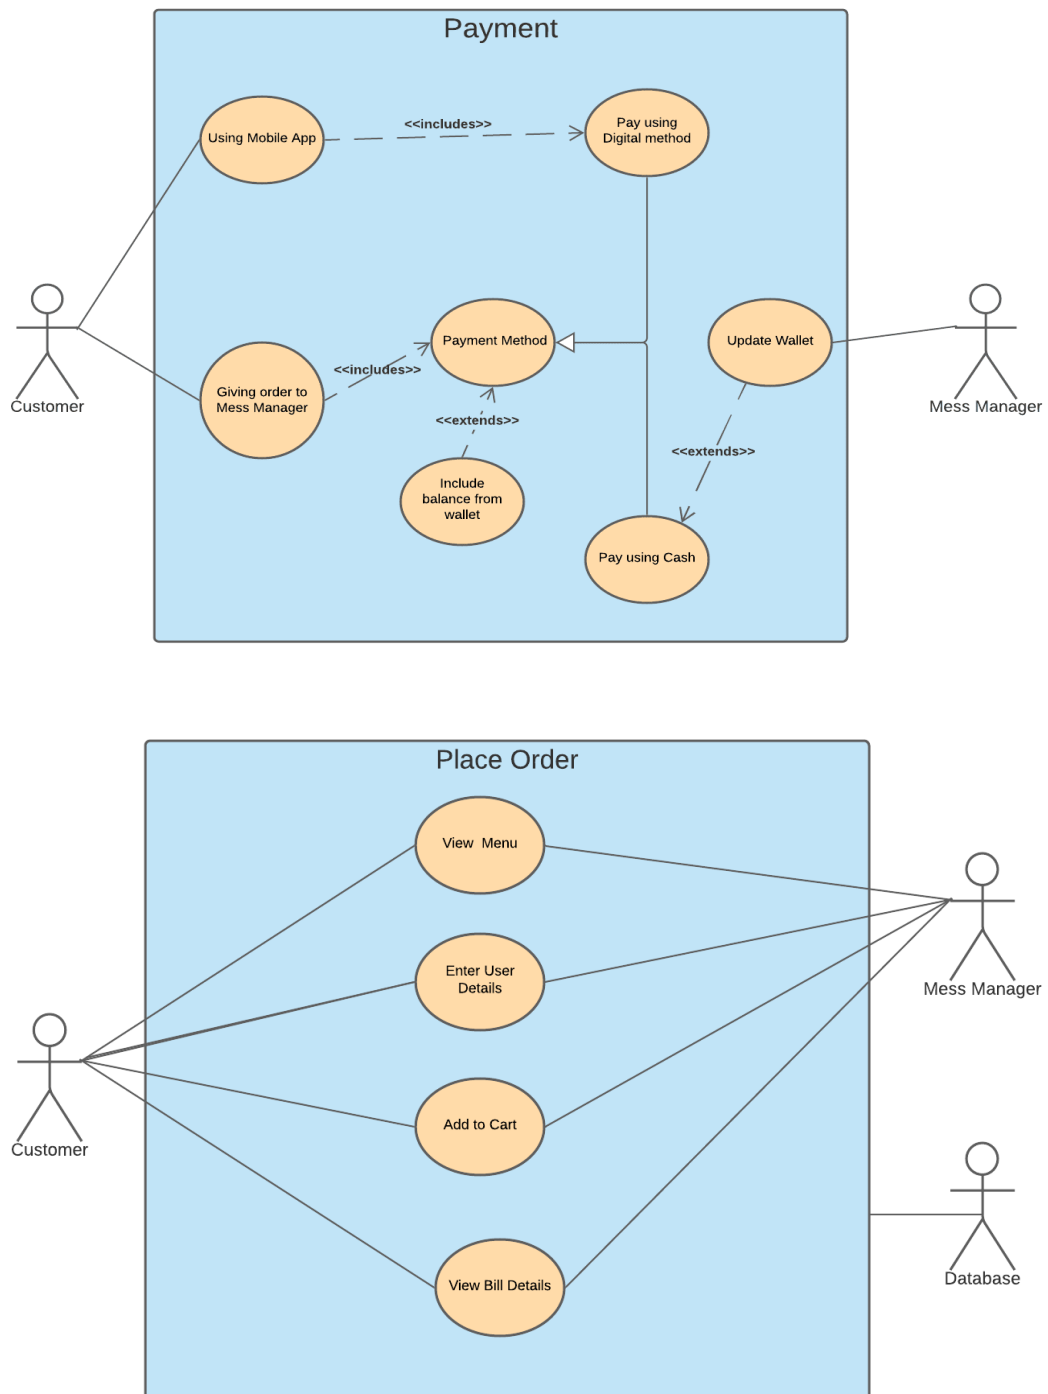 Payment
Using Mobile App
<<includes>>
Pay using
Digital method
Customer
Giving order to
Mess Manager
<<includes>>
Payment Method
<<extends>>
Include
balance from
wallet
Update Wallet
<<extends>>
Pay using Cash
Mess Manager
Place Order
View  Menu
Enter User
Details
Add to Cart
View Bill Details
Customer
Mess Manager
Database